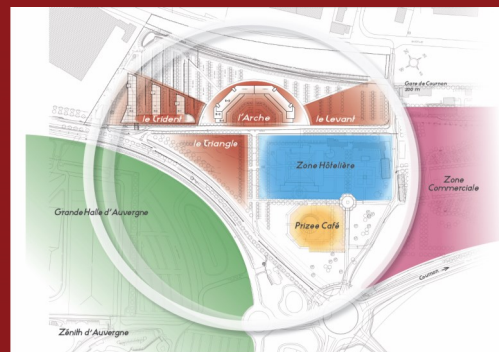 Gare de Cournon
200 m
le Trident
l'Arche
le Levant
le Triangle
Zone Hôtelière
Zone
Commerciale
Grande Halle d'Auvergne
Prizee Café
Cournon
Zénith d'Auvergne